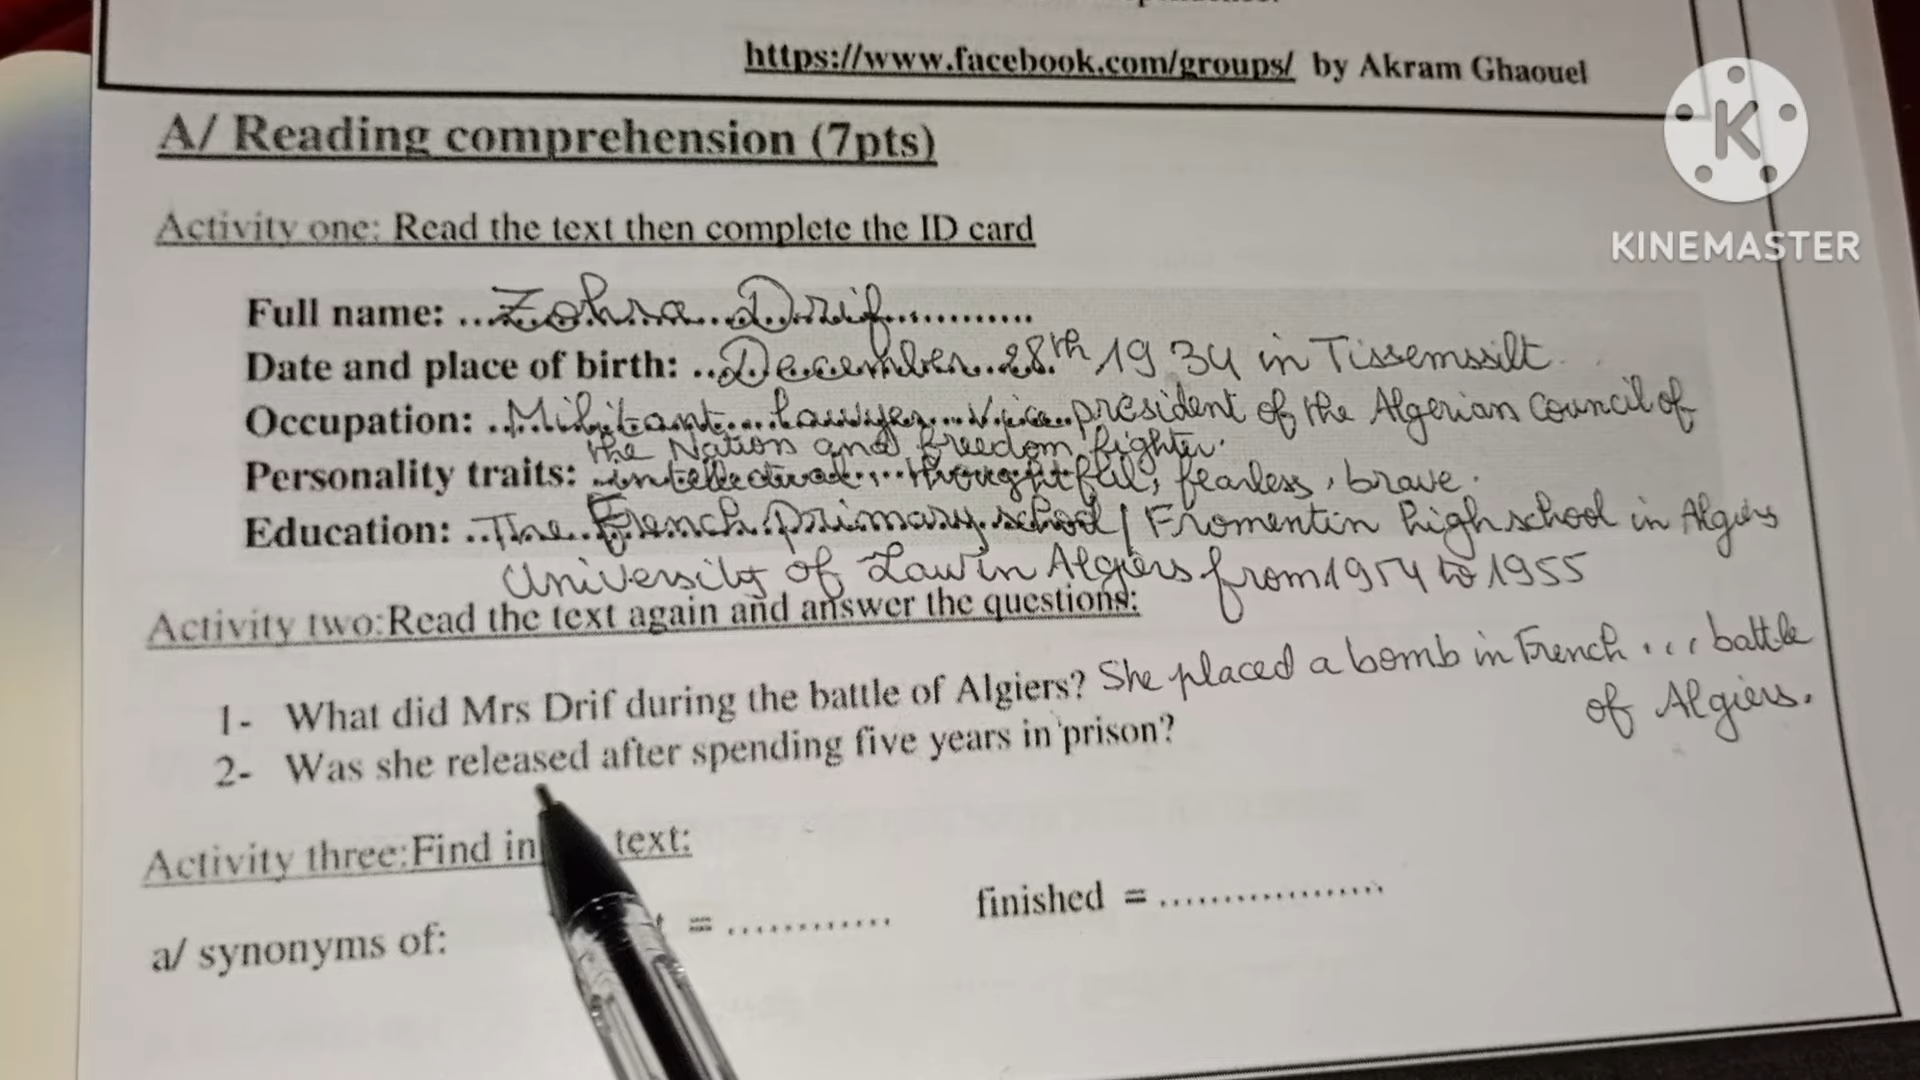 https://www.facebook.com/groups/ by Akram Ghaouel
K
KINEMASTER
A/ Reading comprehension (7pts)
Activity one: Read the text then complete the ID card
Full name: ...Zohra...Drif............
Date and place of birth: ..December 28th 1934 in Tissemssilt
Occupation: ..Militant...lawyer...Vice president of the Algerian Council of
the Nation and freedom fighter.
Personality traits: intellectual... thoughtful, fearless, brave.
Education: ..The French primary school / Fromentin high school in Algiers
University of Law in Algiers from 1954 to 1955
Activity two:Read the text again and answer the questions:
1- What did Mrs Drif during the battle of Algiers? She placed a bomb in French ... battle
of Algiers.
2- Was she released after spending five years in prison?
Activity three:Find in text:
a/ synonyms of: = ............ finished = ..................